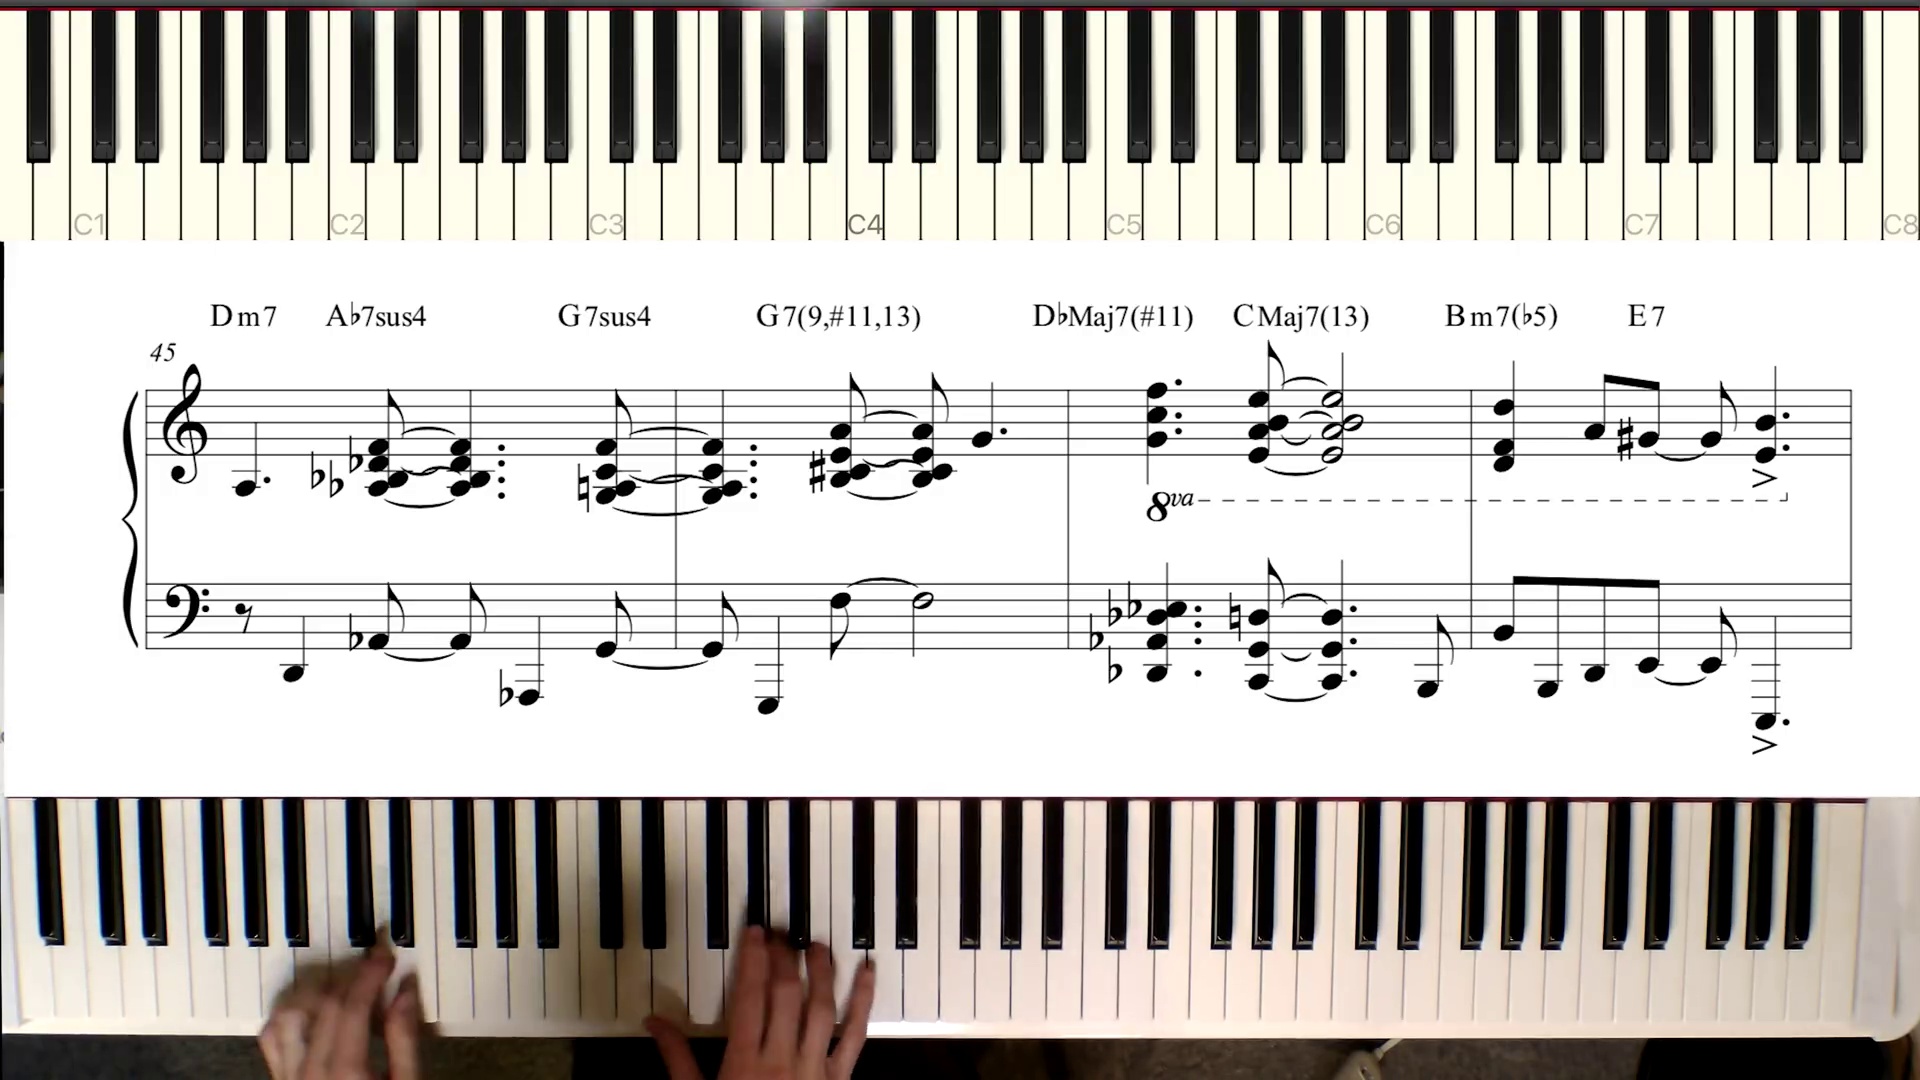 C1 C2 C3 C4 C5 C6 C7 C8
Dm7 A♭7sus4 G7sus4 G7(9,#11,13) D♭Maj7(#11) CMaj7(13) Bm7(♭5) E7
45
8va